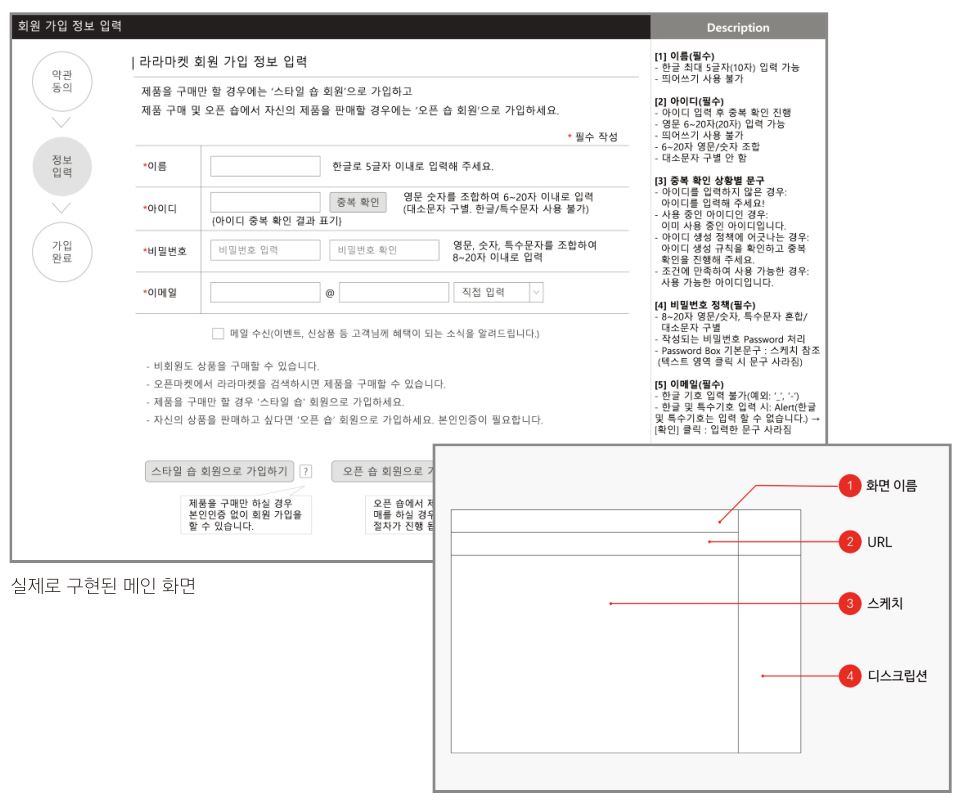 회원 가입 정보 입력
Description
약관
동의
정보
입력
가입
완료
| 라라마켓 회원 가입 정보 입력
제품을 구매만 할 경우에는 '스타일 숍 회원'으로 가입하고
제품 구매 및 오픈 숍에서 자신의 제품을 판매할 경우에는 '오픈 숍 회원'으로 가입하세요.
* 필수 작성
*이름
한글로 5글자 이내로 입력해 주세요.
*아이디
중복 확인
영문 숫자를 조합하여 6~20자 이내로 입력
(대소문자 구별. 한글/특수문자 사용 불가)
{아이디 중복 확인 결과 표기}
*비밀번호
비밀번호 입력
비밀번호 확인
영문, 숫자, 특수문자를 조합하여
8~20자 이내로 입력
*이메일
@
직접 입력
메일 수신(이벤트, 신상품 등 고객님께 혜택이 되는 소식을 알려드립니다.)
- 비회원도 상품을 구매할 수 있습니다.
- 오픈마켓에서 라라마켓을 검색하시면 제품을 구매할 수 있습니다.
- 제품을 구매만 할 경우 '스타일 숍' 회원으로 가입하세요.
- 자신의 상품을 판매하고 싶다면 '오픈 숍' 회원으로 가입하세요. 본인인증이 필요합니다.
스타일 숍 회원으로 가입하기
?
오픈 숍 회원으로
제품을 구매만 하실 경우
본인인증 없이 회원 가입을
할 수 있습니다.
오픈 숍에서
매를 하실 경우
절차가 진행
[1] 이름(필수)
- 한글 최대 5글자(10자) 입력 가능
- 띄어쓰기 사용 불가
[2] 아이디(필수)
- 아이디 입력 후 중복 확인 진행
- 영문 6~20자(20자) 입력 가능
- 띄어쓰기 사용 불가
- 6~20자 영문/숫자 조합
- 대소문자 구별 안 함
[3] 중복 확인 상황별 문구
- 아이디를 입력하지 않은 경우:
아이디를 입력해 주세요!
- 사용 중인 아이디인 경우:
이미 사용 중인 아이디입니다.
- 아이디 생성 정책에 어긋나는 경우:
아이디 생성 규칙을 확인하고 중복
확인을 진행해 주세요.
- 조건에 만족하여 사용 가능한 경우:
사용 가능한 아이디입니다.
[4] 비밀번호 정책(필수)
- 8~20자 영문/숫자, 특수문자 혼합/
대소문자 구별
- 작성되는 비밀번호 Password 처리
- Password Box 기본문구 : 스케치 참조
(텍스트 영역 클릭 시 문구 사라짐)
[5] 이메일(필수)
- 한글 기호 입력 불가(예외: '_', '-')
- 한글 및 특수기호 입력 시: Alert(한글
및 특수기호는 입력 할 수 없습니다.) →
[확인] 클릭 : 입력한 문구 사라짐
실제로 구현된 메인 화면
1 화면 이름
2 URL
3 스케치
4 디스크립션